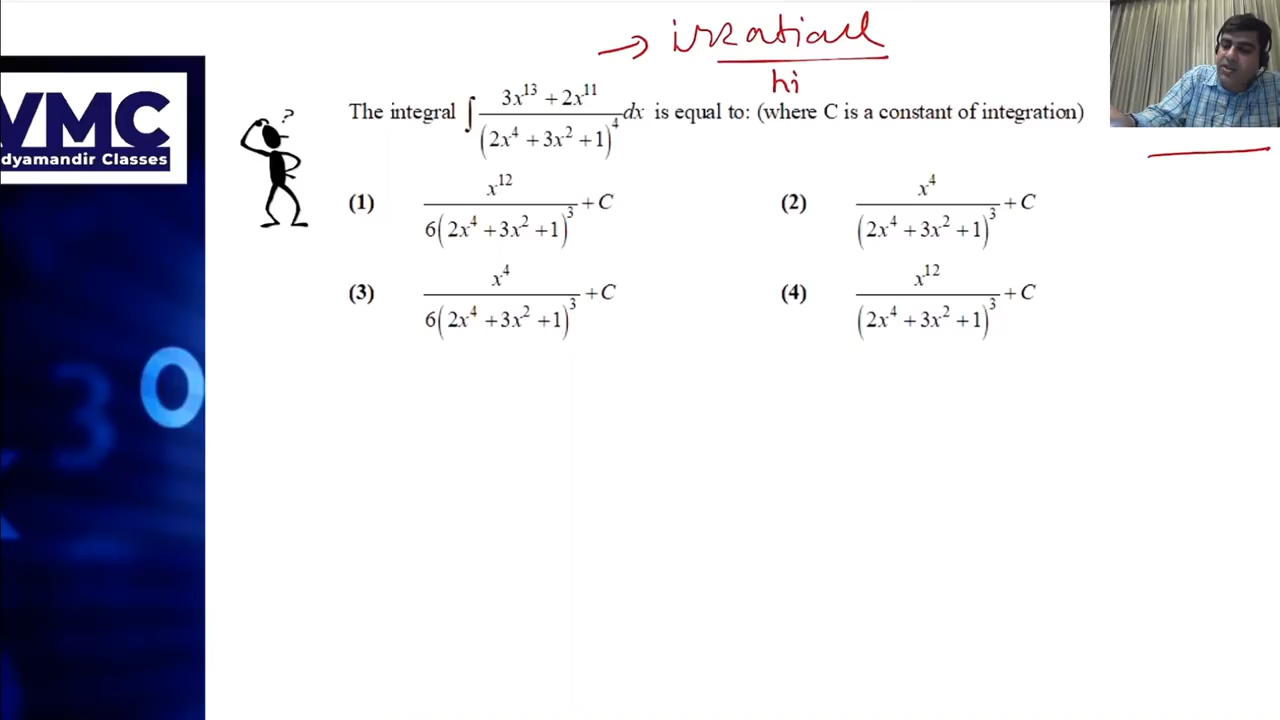 → irrational
hi
VMC
dyamandir Classes
?
The integral ∫ (3x^13 + 2x^11)/(2x^4 + 3x^2 + 1)^4 dx is equal to: (where C is a constant of integration)
(1) x^12/(6(2x^4 + 3x^2 + 1)^3) + C (2) x^4/((2x^4 + 3x^2 + 1)^3) + C
(3) x^4/(6(2x^4 + 3x^2 + 1)^3) + C (4) x^12/((2x^4 + 3x^2 + 1)^3) + C
3 0